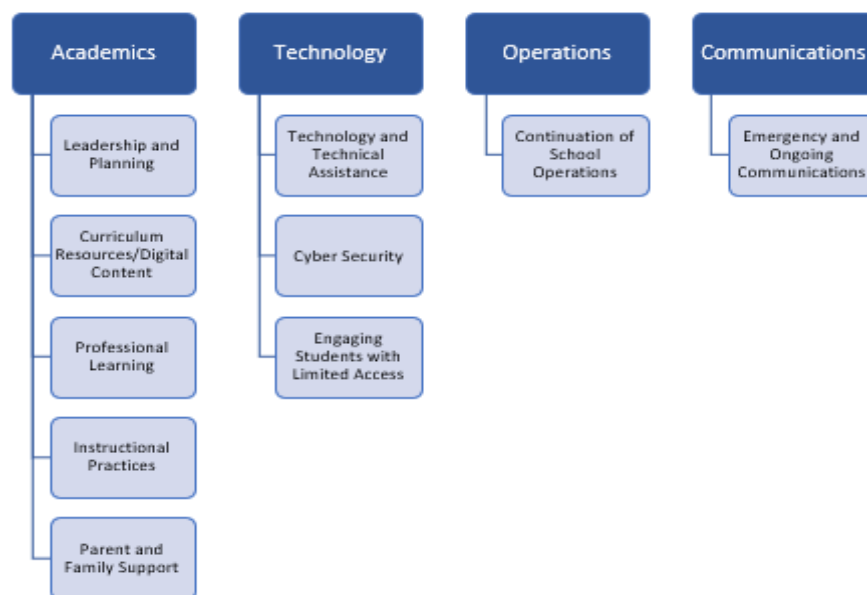 Academics
Leadership and
Planning
Curriculum
Resources/Digital
Content
Professional
Learning
Instructional
Practices
Parent and
Family Support
Technology
Technology and
Technical
Assistance
Cyber Security
Engaging
Students with
Limited Access
Operations
Continuation of
School
Operations
Communications
Emergency and
Ongoing
Communications